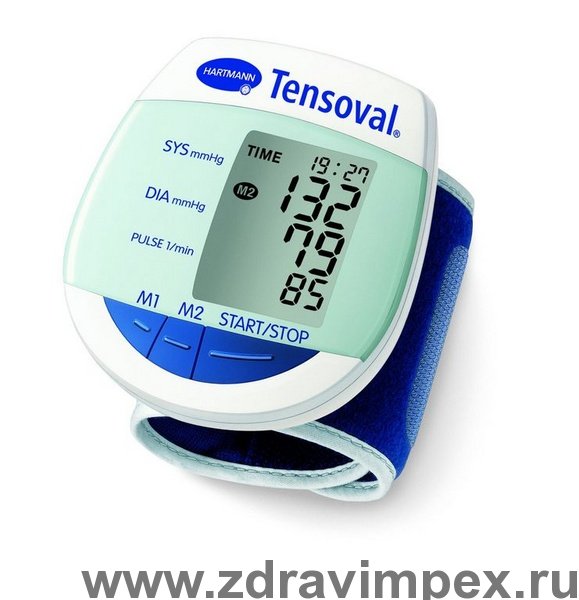 HARTMANN
Tensoval®
SYS mmHg
TIME 19:27
M2
132
DIA mmHg
79
PULSE 1/min
85
M1 M2 START/STOP
www.zdravimpex.ru